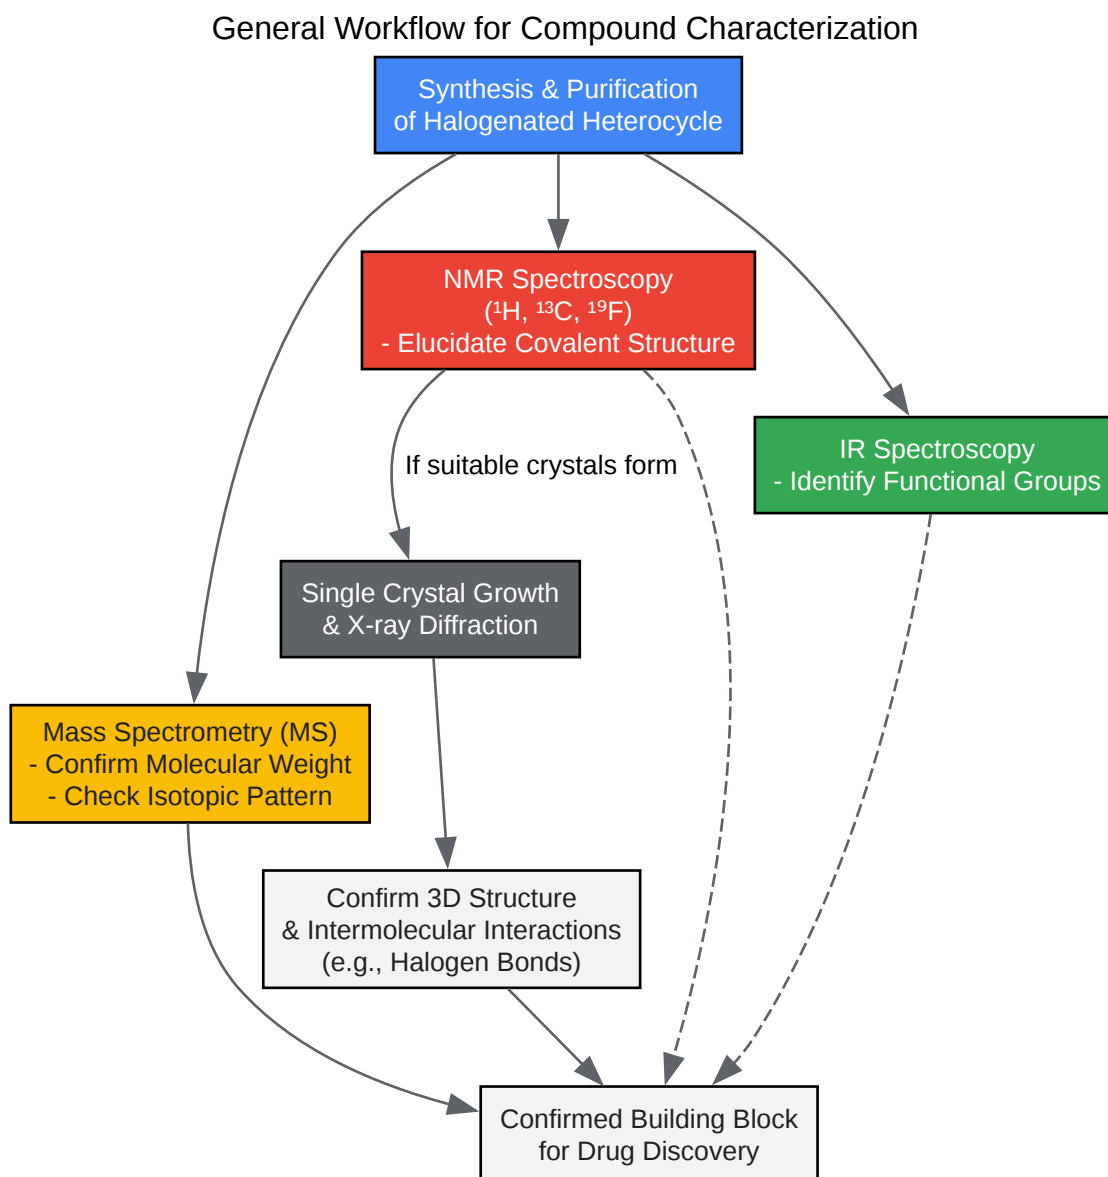 General Workflow for Compound Characterization
Synthesis & Purification
of Halogenated Heterocycle
NMR Spectroscopy
(¹H, ¹³C, ¹⁹F)
- Elucidate Covalent Structure
IR Spectroscopy
- Identify Functional Groups
If suitable crystals form
Single Crystal Growth
& X-ray Diffraction
Mass Spectrometry (MS)
- Confirm Molecular Weight
- Check Isotopic Pattern
Confirm 3D Structure
& Intermolecular Interactions
(e.g., Halogen Bonds)
Confirmed Building Block
for Drug Discovery